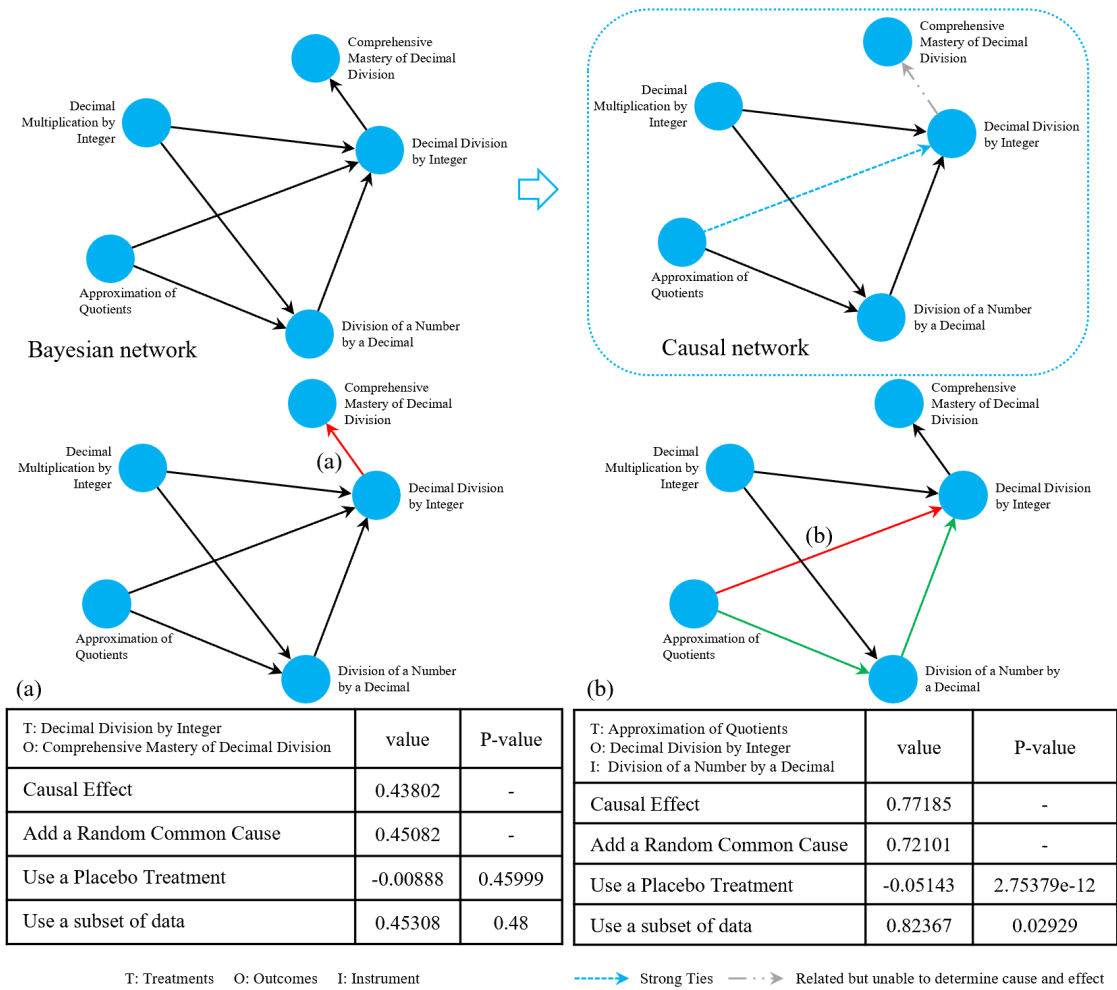 Comprehensive
Mastery of Decimal
Division
Decimal
Multiplication by
Integer
Decimal Division
by Integer
Approximation of
Quotients
Division of a Number
by a Decimal
Bayesian network
Comprehensive
Mastery of Decimal
Division
Decimal
Multiplication by
Integer
Decimal Division
by Integer
Approximation of
Quotients
Division of a Number
by a Decimal
Causal network
Comprehensive
Mastery of Decimal
Division
(a)
Decimal
Multiplication by
Integer
Decimal Division
by Integer
Approximation of
Quotients
Division of a Number
by a Decimal
(a)
Comprehensive
Mastery of Decimal
Division
Decimal
Multiplication by
Integer
Decimal Division
by Integer
(b)
Approximation of
Quotients
Division of a Number by
a Decimal
(b)
T: Decimal Division by Integer
O: Comprehensive Mastery of Decimal Division
value P-value
Causal Effect 0.43802 -
Add a Random Common Cause 0.45082 -
Use a Placebo Treatment -0.00888 0.45999
Use a subset of data 0.45308 0.48
T: Approximation of Quotients
O: Decimal Division by Integer
I: Division of a Number by a Decimal
value P-value
Causal Effect 0.77185 -
Add a Random Common Cause 0.72101 -
Use a Placebo Treatment -0.05143 2.75379e-12
Use a subset of data 0.82367 0.02929
T: Treatments O: Outcomes I: Instrument
Strong Ties
Related but unable to determine cause and effect